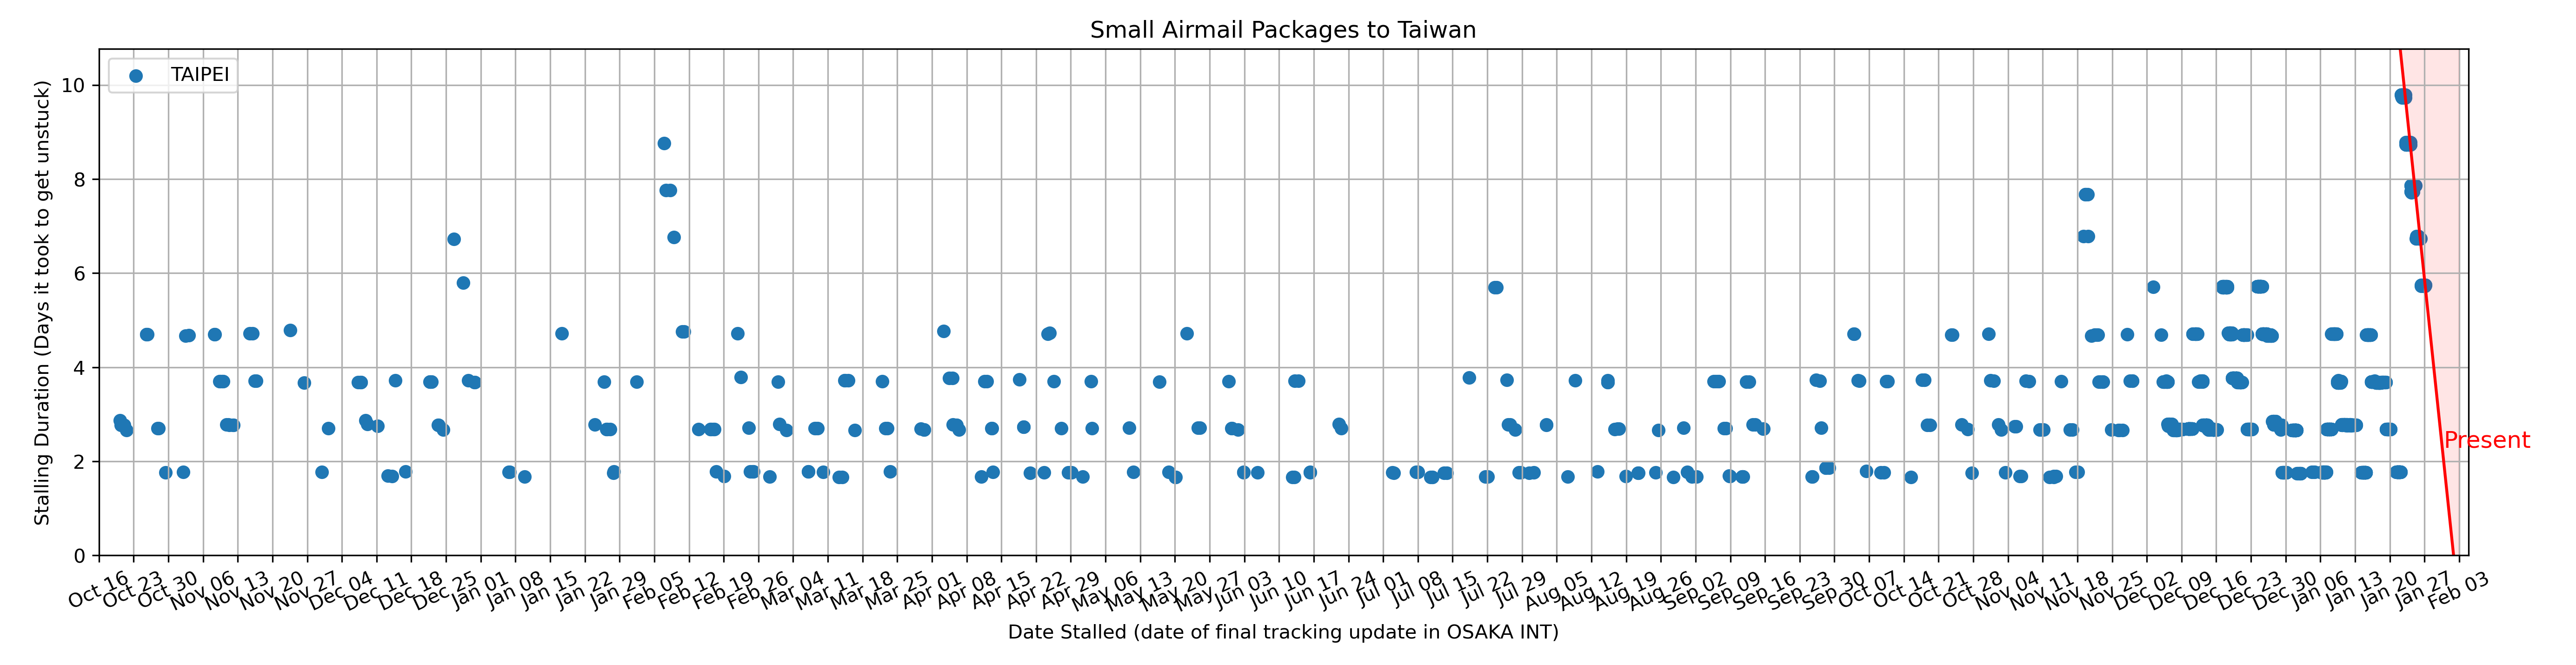 Small Airmail Packages to Taiwan
TAIPEI
Stalling Duration (Days it took to get unstuck)
10
8
6
4
2
0
Present
Oct 16
Oct 23
Oct 30
Nov 06
Nov 13
Nov 20
Nov 27
Dec 04
Dec 11
Dec 18
Dec 25
Jan 01
Jan 08
Jan 15
Jan 22
Jan 29
Feb 05
Feb 12
Feb 19
Feb 26
Mar 04
Mar 11
Mar 18
Mar 25
Apr 01
Apr 08
Apr 15
Apr 22
Apr 29
May 06
May 13
May 20
May 27
Jun 03
Jun 10
Jun 17
Jun 24
Jul 01
Jul 08
Jul 15
Jul 22
Jul 29
Aug 05
Aug 12
Aug 19
Aug 26
Sep 02
Sep 09
Sep 16
Sep 23
Sep 30
Oct 07
Oct 14
Oct 21
Oct 28
Nov 04
Nov 11
Nov 18
Nov 25
Dec 02
Dec 09
Dec 16
Dec 23
Dec 30
Jan 06
Jan 13
Jan 20
Jan 27
Feb 03
Date Stalled (date of final tracking update in OSAKA INT)